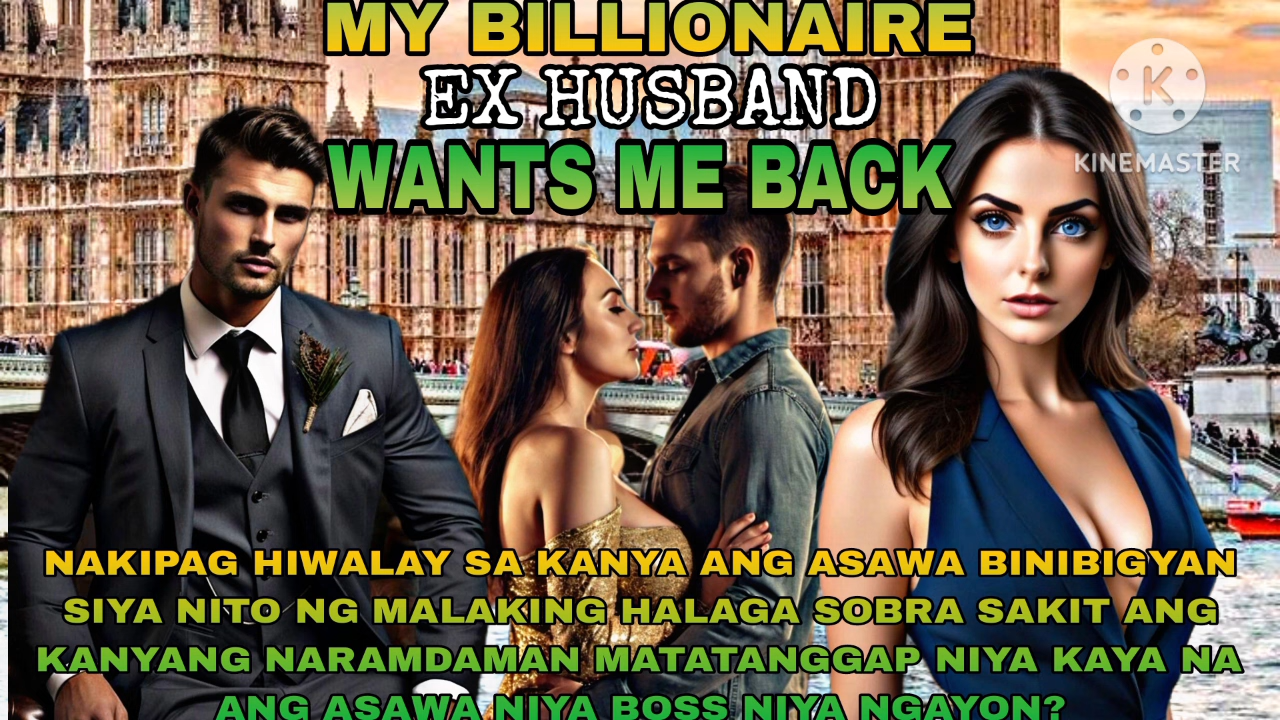 MY BILLIONAIRE
EX HUSBAND
WANTS ME BACK
K
KINEMASTER
NAKIPAG HIWALAY SA KANYA ANG ASAWA BINIBIGYAN
SIYA NITO NG MALAKING HALAGA SOBRA SAKIT ANG
KANYANG NARAMDAMAN MATATANGGAP NIYA KAYA NA
ANG ASAWA NIYA BOSS NIYA NGAYON?